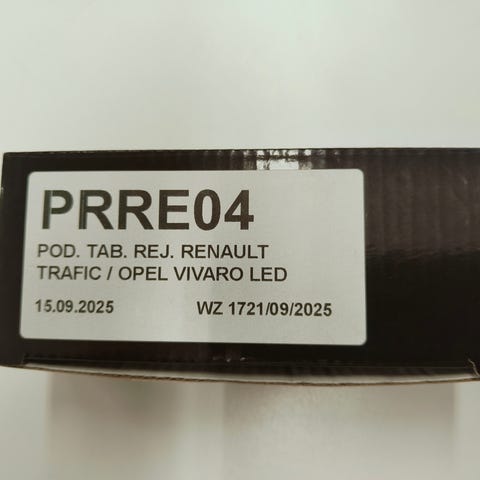 PRRE04
POD. TAB. REJ. RENAULT
TRAFIC / OPEL VIVARO LED
15.09.2025 WZ 1721/09/2025